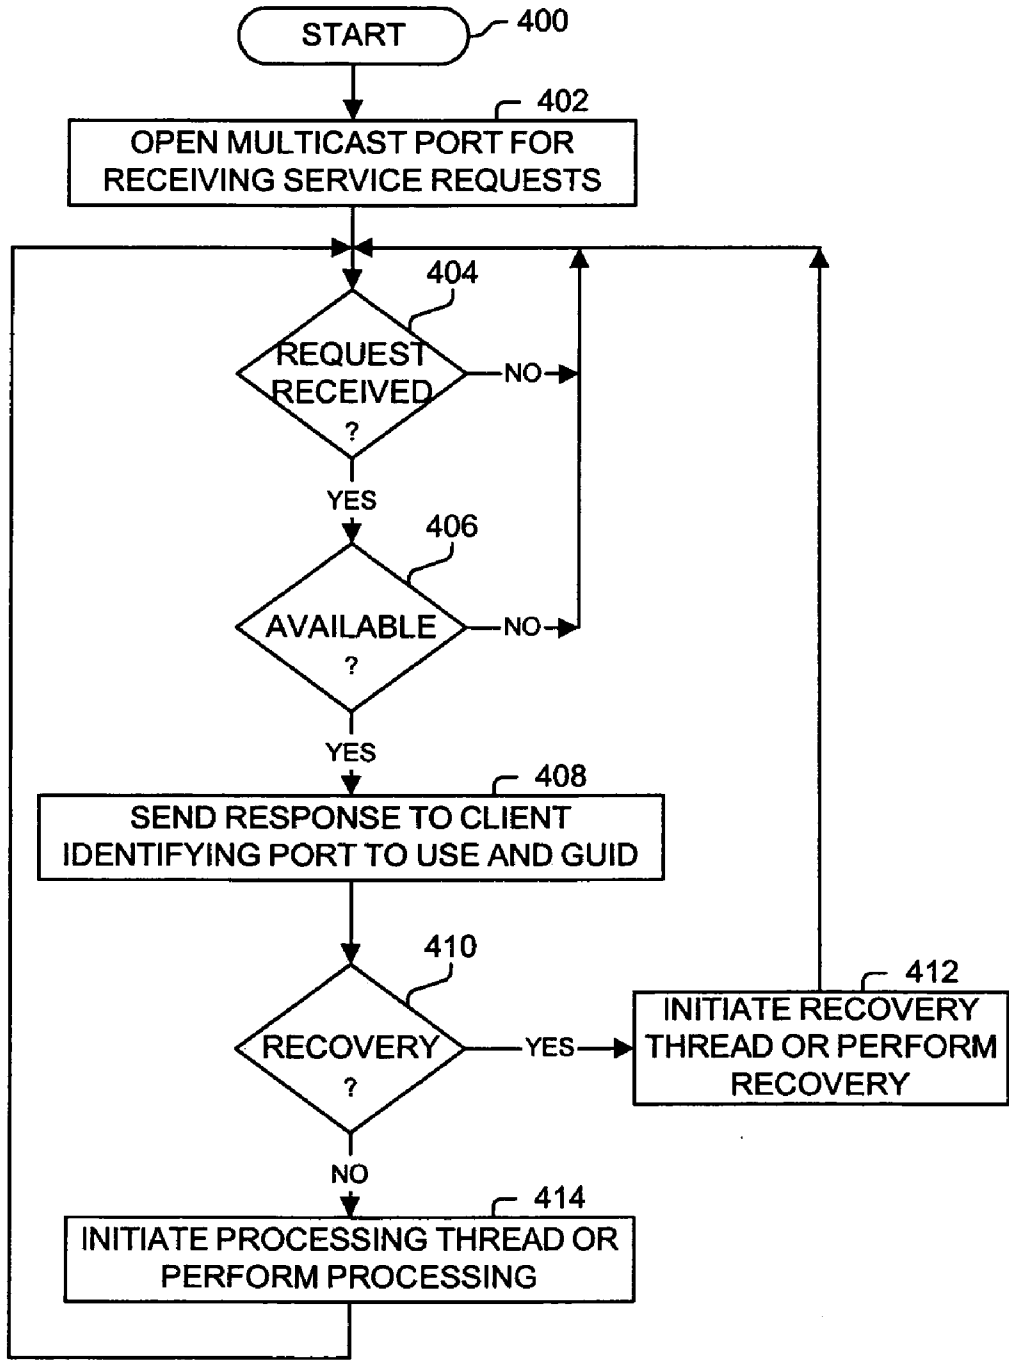 START
400
402
OPEN MULTICAST PORT FOR
RECEIVING SERVICE REQUESTS
404
REQUEST
RECEIVED
?
NO
YES
406
AVAILABLE
?
NO
YES
408
SEND RESPONSE TO CLIENT
IDENTIFYING PORT TO USE AND GUID
410
RECOVERY
?
YES
412
INITIATE RECOVERY
THREAD OR PERFORM
RECOVERY
NO
414
INITIATE PROCESSING THREAD OR
PERFORM PROCESSING